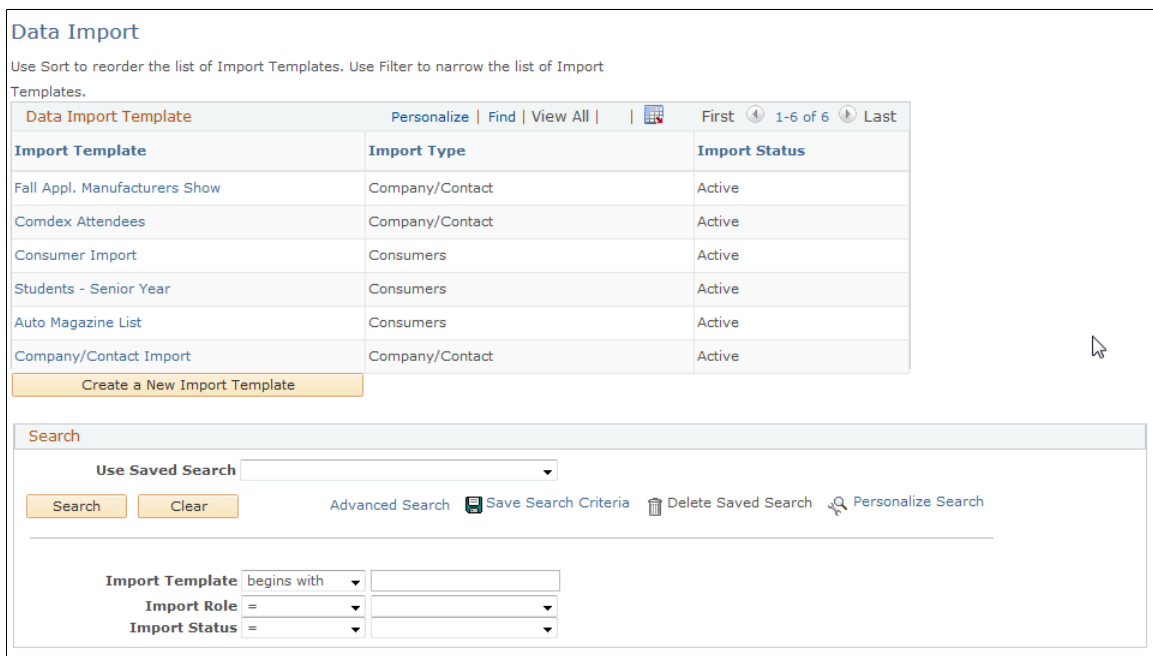 Data Import
Use Sort to reorder the list of Import Templates. Use Filter to narrow the list of Import
Templates.
Data Import Template Personalize | Find | View All | | First 1-6 of 6 Last
Import Template Import Type Import Status
Fall Appl. Manufacturers Show Company/Contact Active
Comdex Attendees Company/Contact Active
Consumer Import Consumers Active
Students - Senior Year Consumers Active
Auto Magazine List Consumers Active
Company/Contact Import Company/Contact Active
Create a New Import Template
Search
Use Saved Search
Search Clear Advanced Search Save Search Criteria Delete Saved Search Personalize Search
Import Template begins with
Import Role =
Import Status =